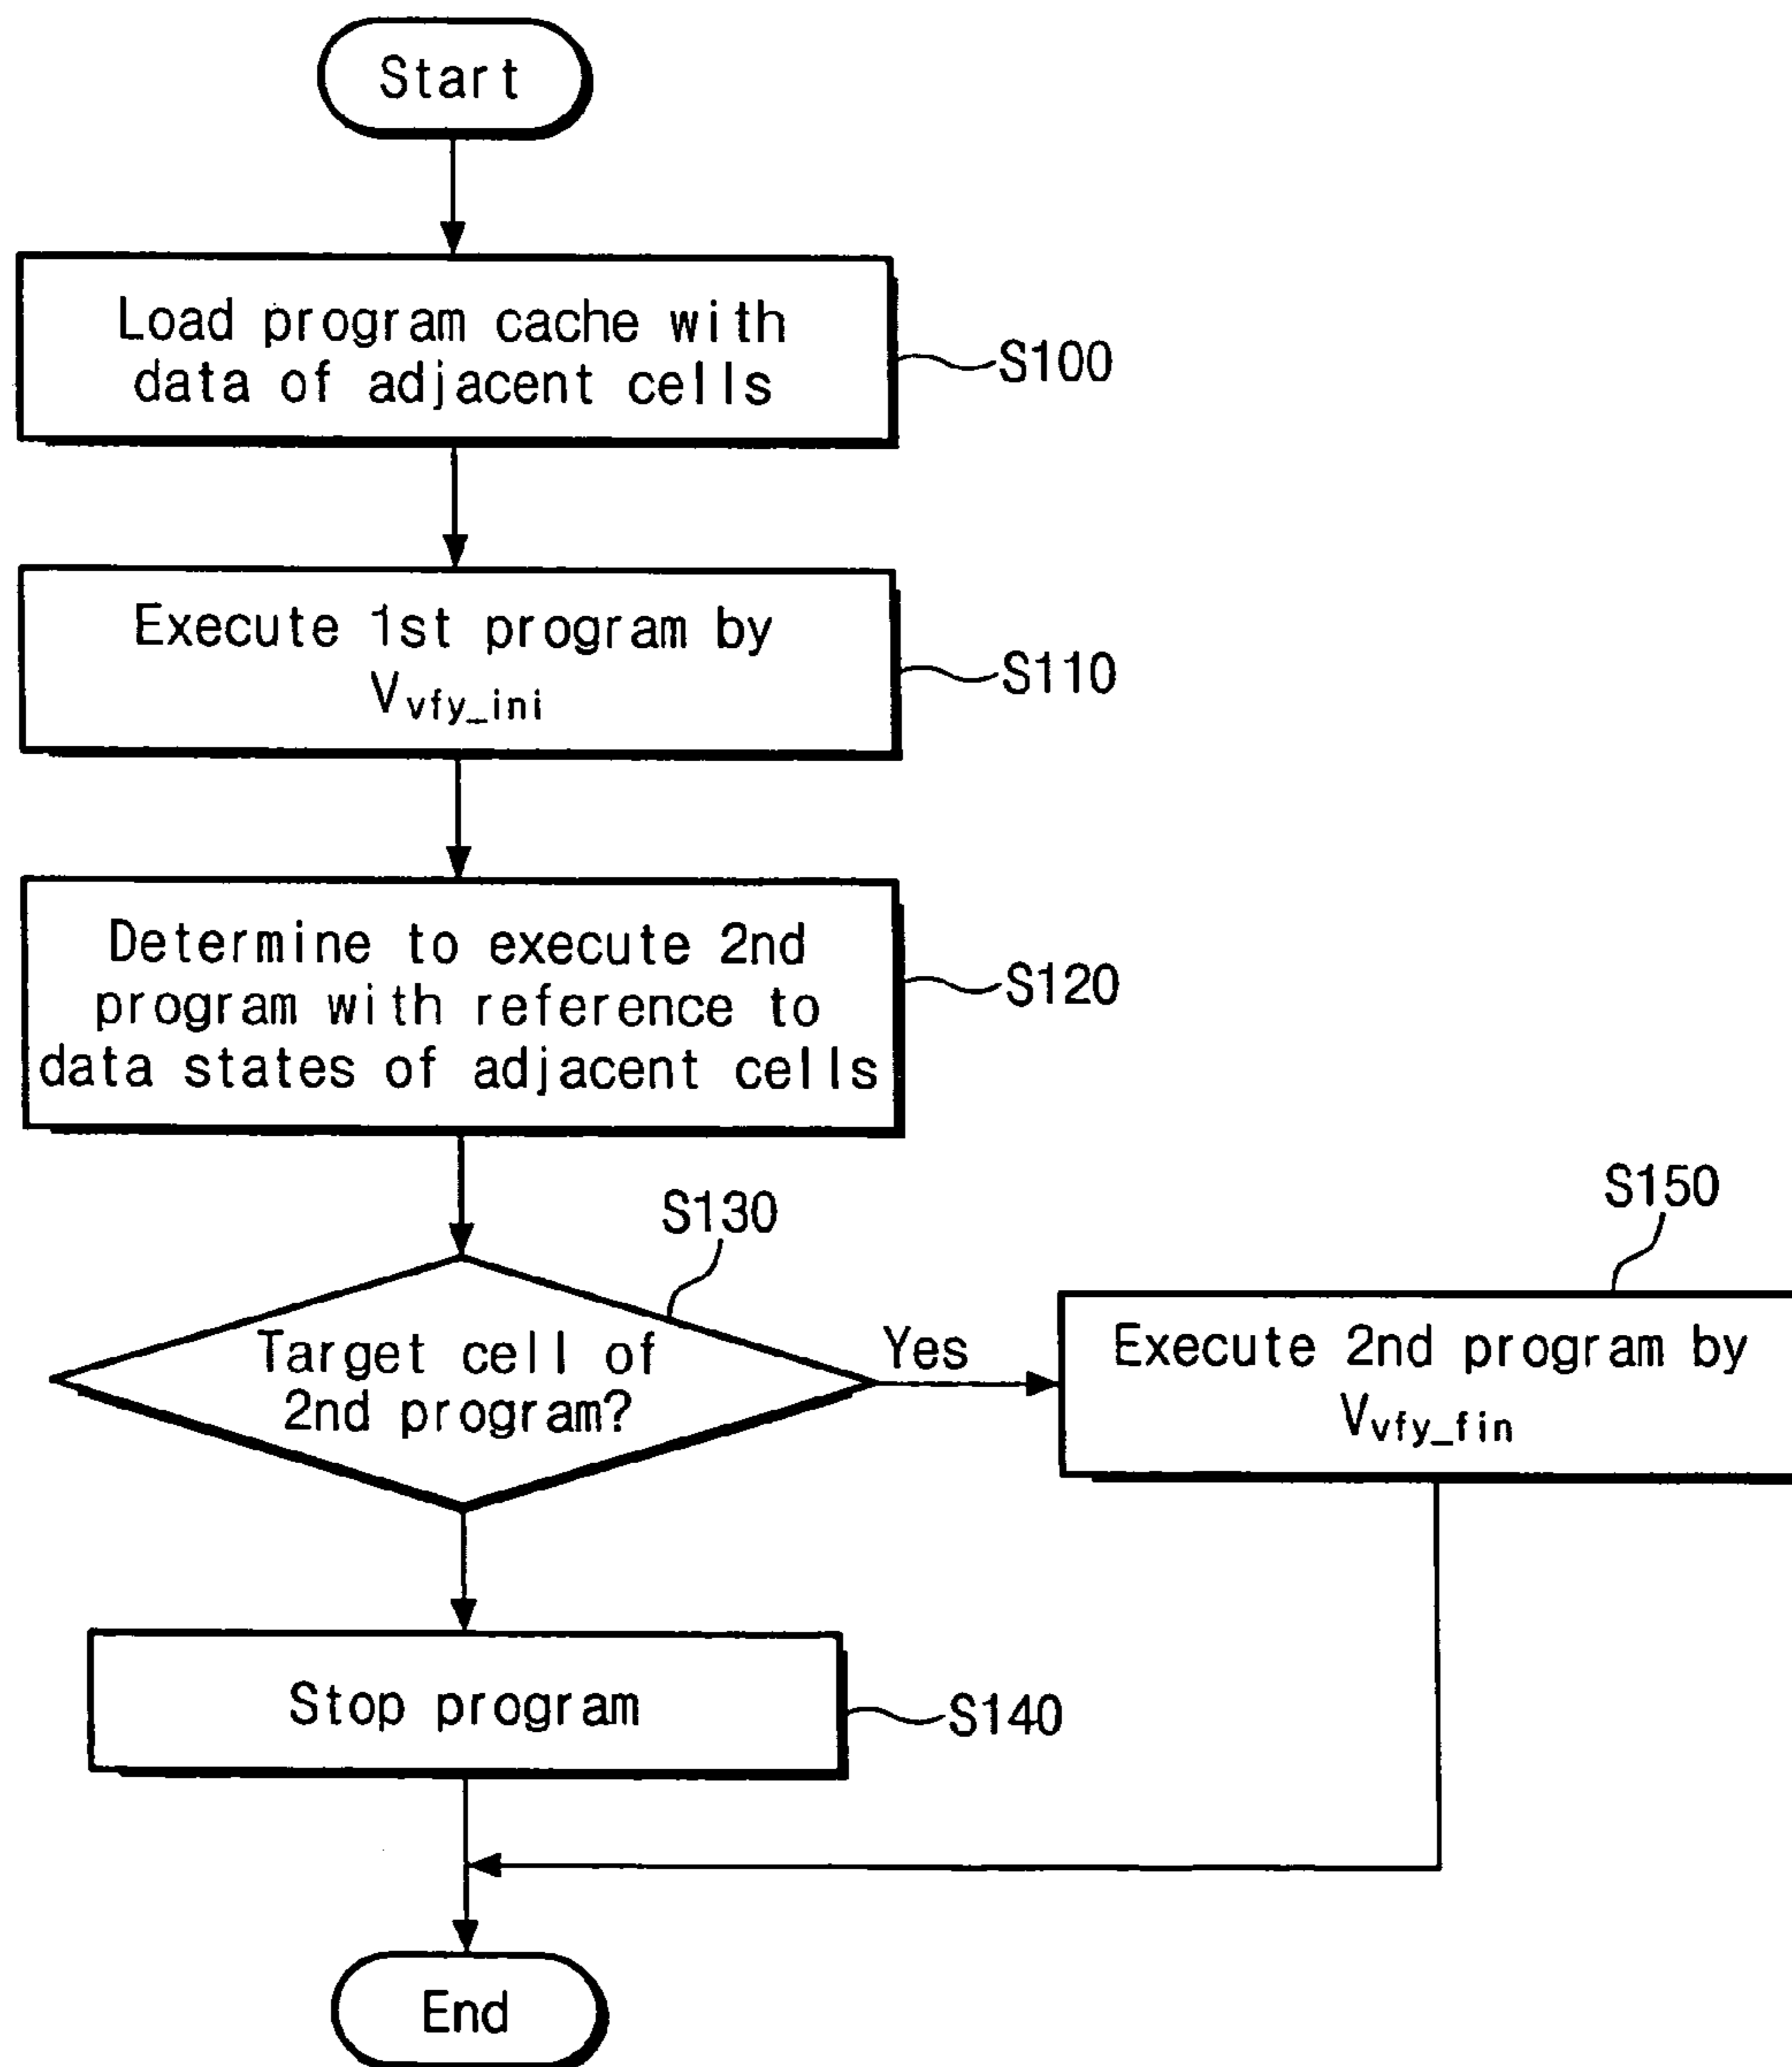 Start
Load program cache with
data of adjacent cells
S100
Execute 1st program by
Vvfy_ini
S110
Determine to execute 2nd
program with reference to
data states of adjacent cells
S120
S130
Target cell of
2nd program?
Yes
S150
Execute 2nd program by
Vvfy_fin
Stop program
S140
End